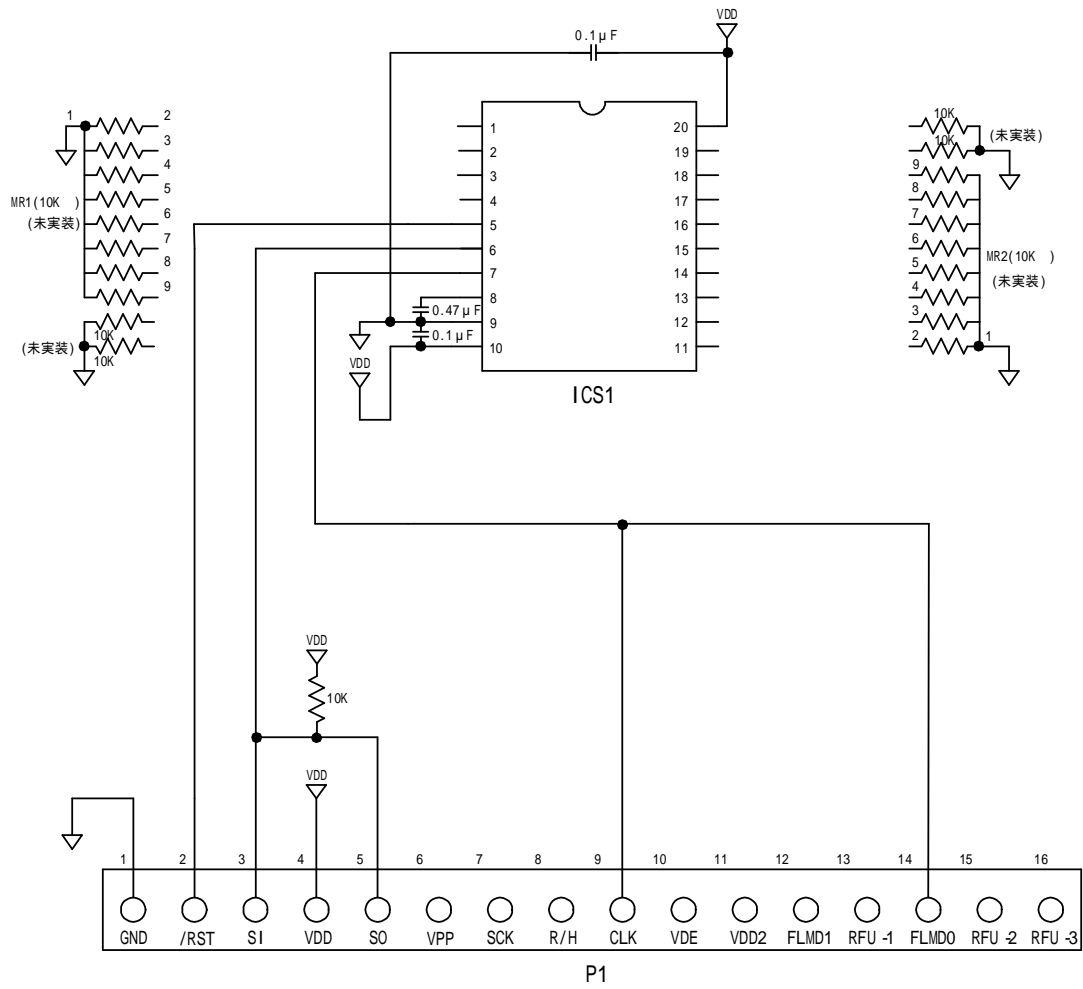 VDD
0.1μF
1
2
3
4
5
6
7
8
9
MR1(10K )
(未実装)
10K
10K
(未実装)
1
2
3
4
5
6
7
8
9
10
20
19
18
17
16
15
14
13
12
11
0.47μF
0.1μF
VDD
ICS1
10K
10K
(未実装)
9
8
7
6
5
4
3
2
1
MR2(10K )
(未実装)
VDD
10K
VDD
1 2 3 4 5 6 7 8 9 10 11 12 13 14 15 16
GND /RST SI VDD SO VPP SCK R/H CLK VDE VDD2 FLMD1 RFU-1 FLMD0 RFU-2 RFU-3
P1